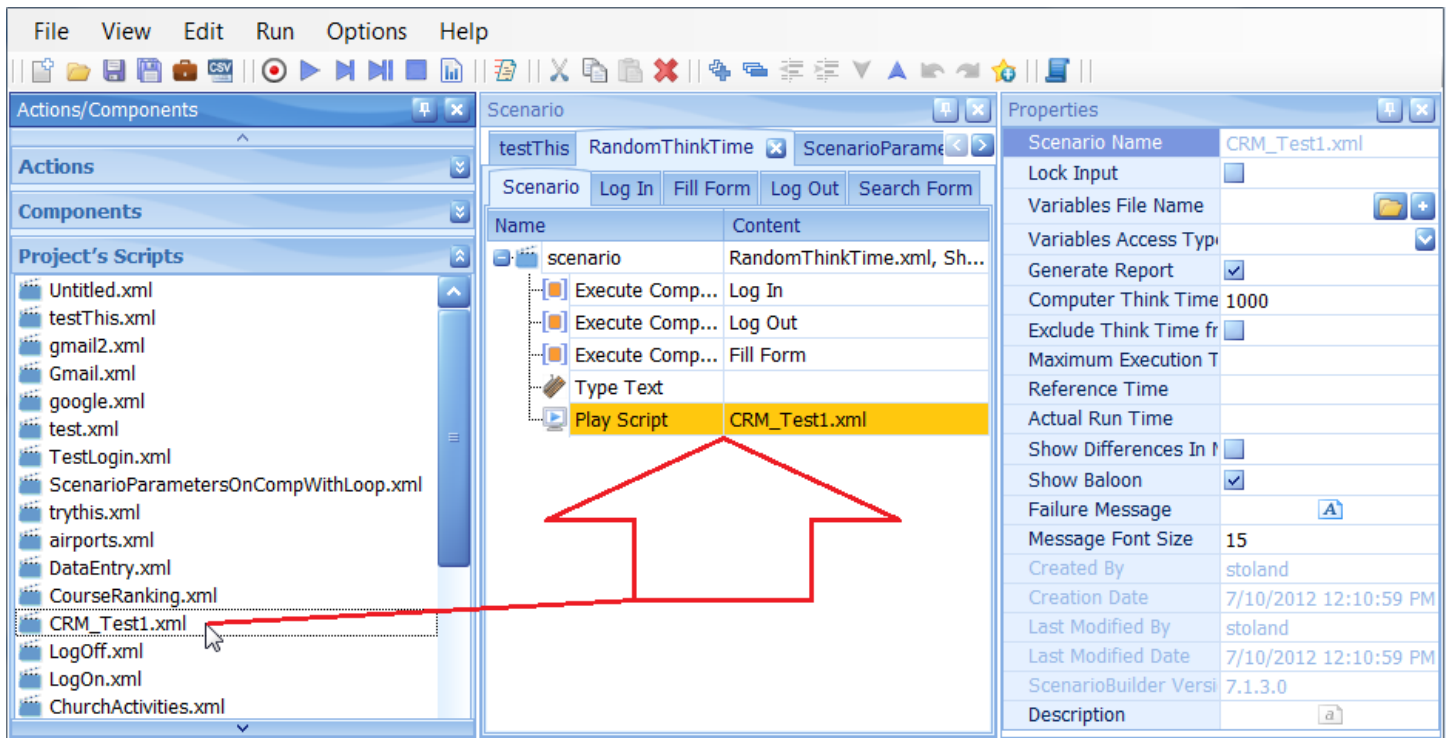 File View Edit Run Options Help
CSV
Actions/Components
Actions
Components
Project's Scripts
Untitled.xml
testThis.xml
gmail2.xml
Gmail.xml
google.xml
test.xml
TestLogin.xml
ScenarioParametersOnCompWithLoop.xml
trythis.xml
airports.xml
DataEntry.xml
CourseRanking.xml
CRM_Test1.xml
LogOff.xml
LogOn.xml
ChurchActivities.xml
Scenario
testThis RandomThinkTime ScenarioParame
Scenario Log In Fill Form Log Out Search Form
Name Content
scenario RandomThinkTime.xml, Sh...
Execute Comp... Log In
Execute Comp... Log Out
Execute Comp... Fill Form
Type Text
Play Script CRM_Test1.xml
Properties
Scenario Name CRM_Test1.xml
Lock Input
Variables File Name
Variables Access Typ
Generate Report
Computer Think Time 1000
Exclude Think Time fr
Maximum Execution T
Reference Time
Actual Run Time
Show Differences In
Show Baloon
Failure Message A
Message Font Size 15
Created By stoland
Creation Date 7/10/2012 12:10:59 PM
Last Modified By stoland
Last Modified Date 7/10/2012 12:10:59 PM
ScenarioBuilder Versi 7.1.3.0
Description a